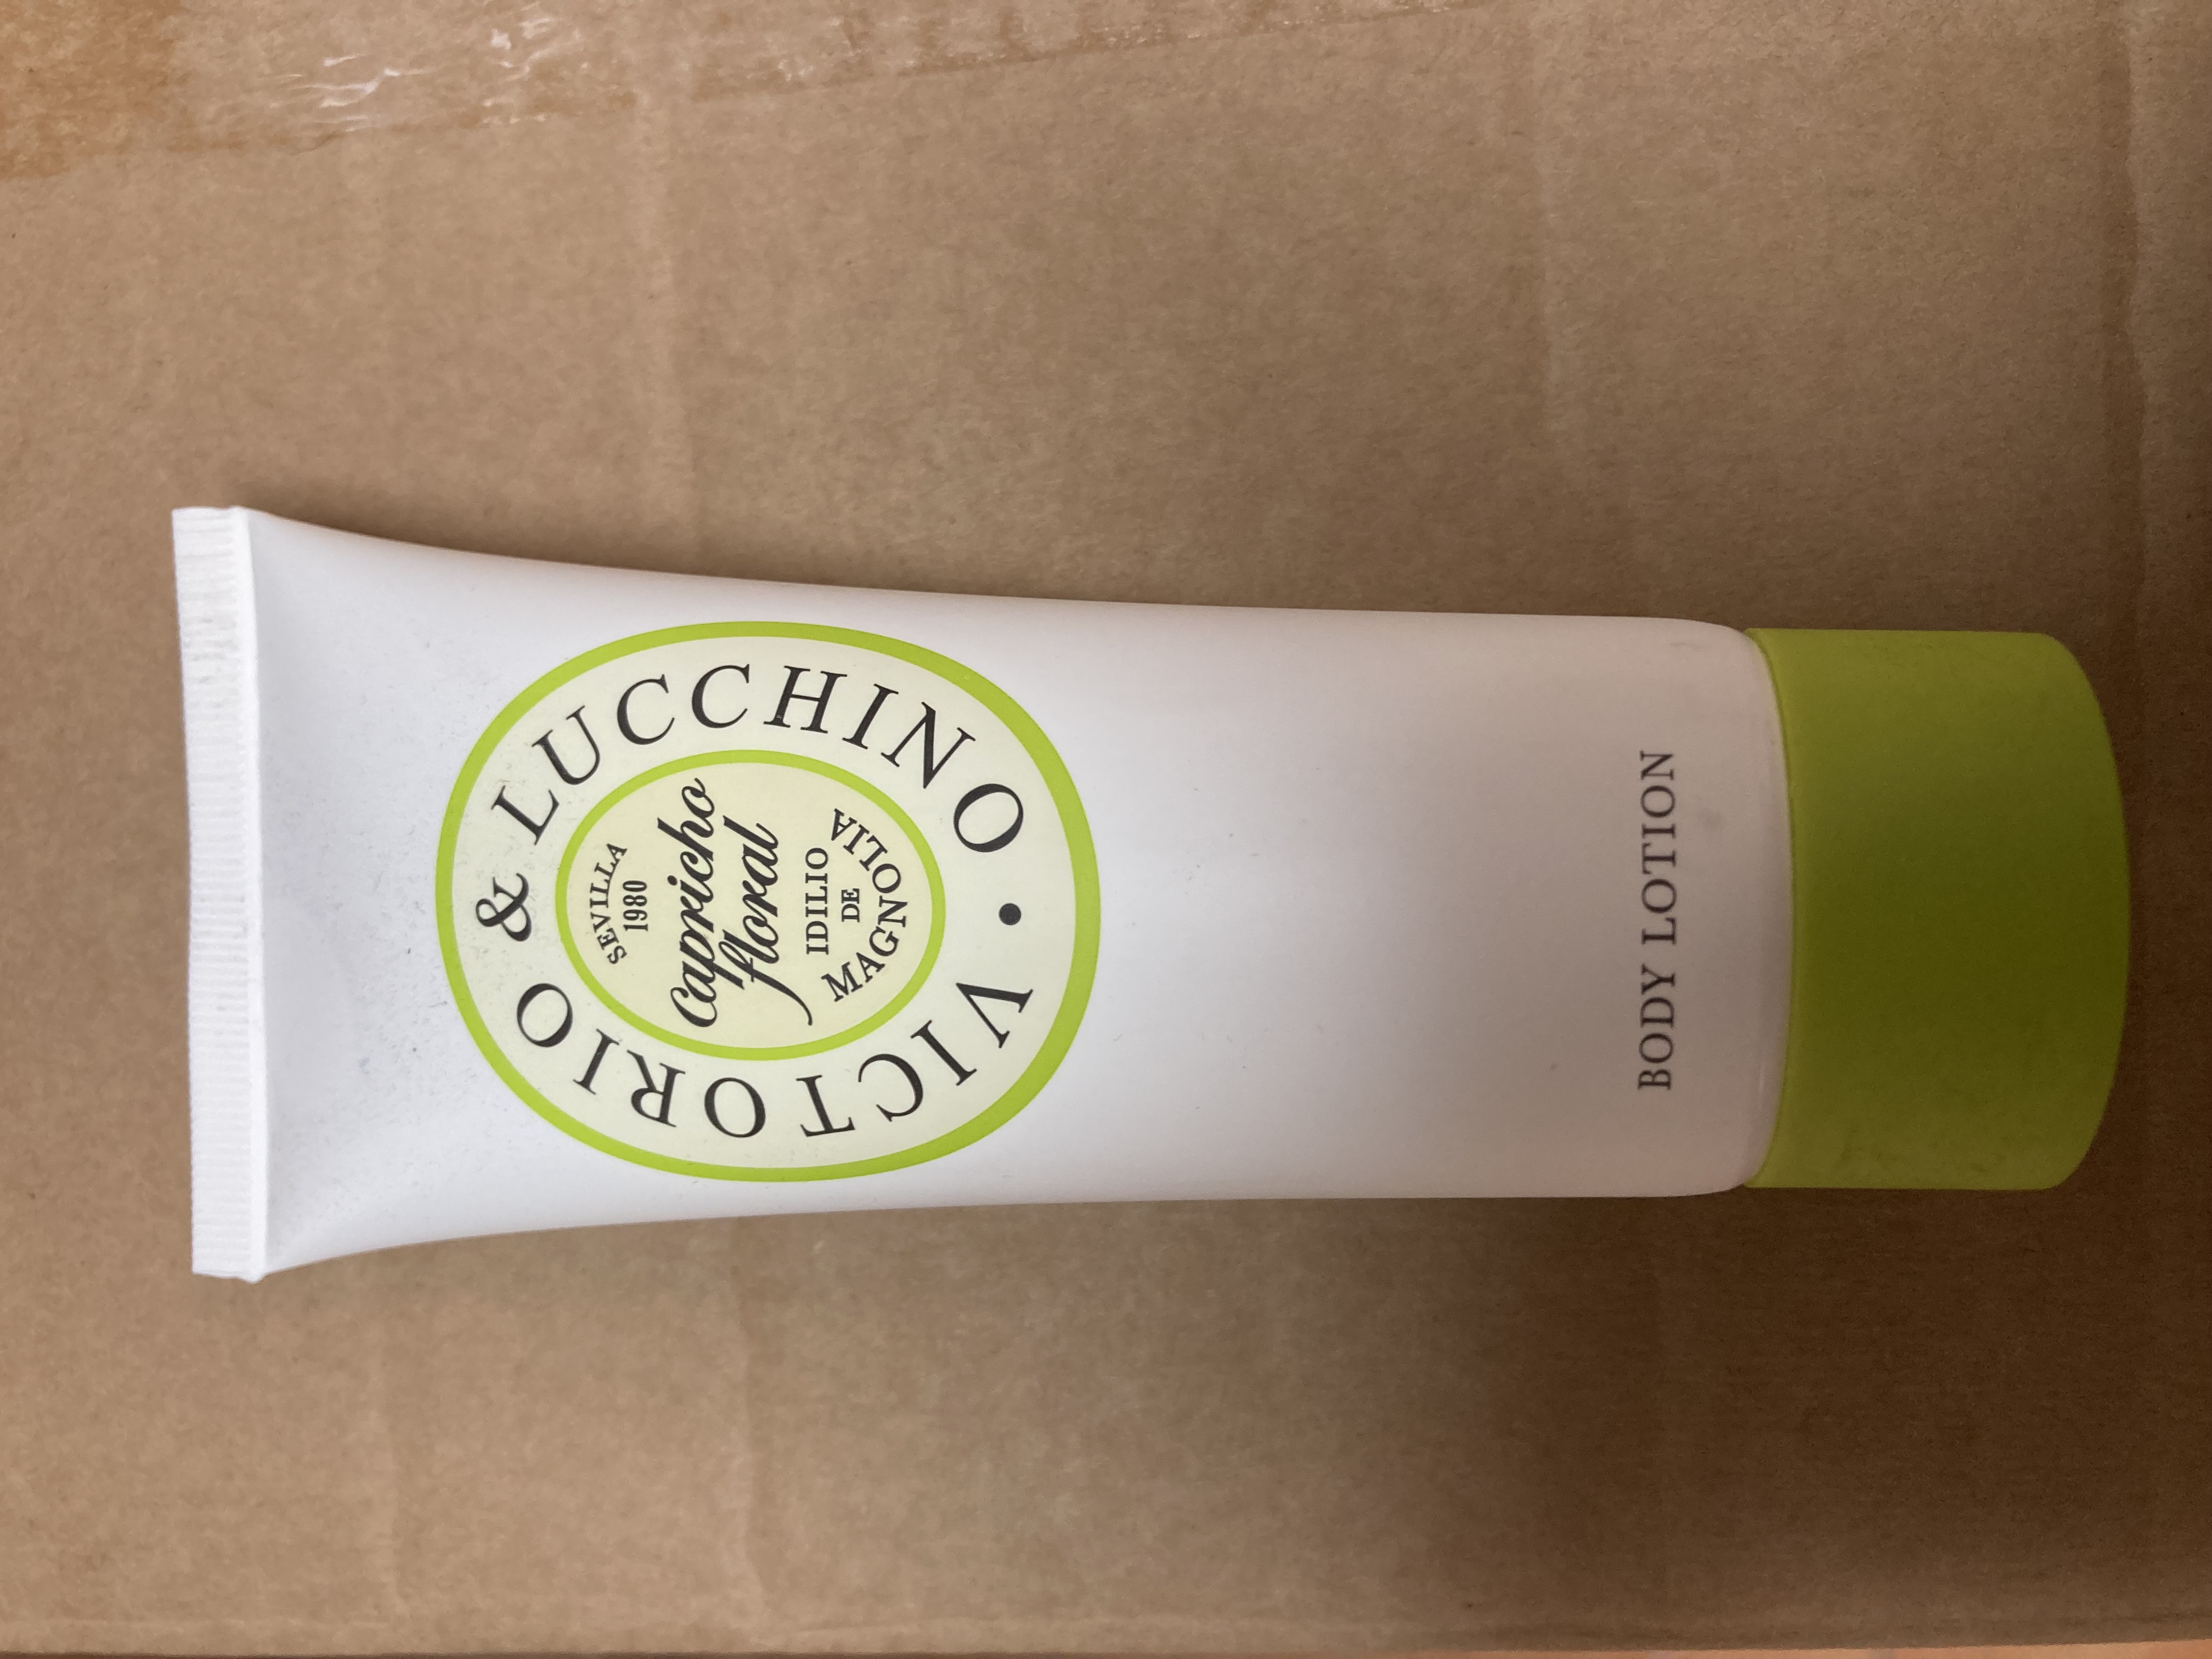 VICTORIO & LUCCHINO •
SEVILLA
1980
capricho
floral
IDILIO
DE
MAGNOLIA
BODY LOTION